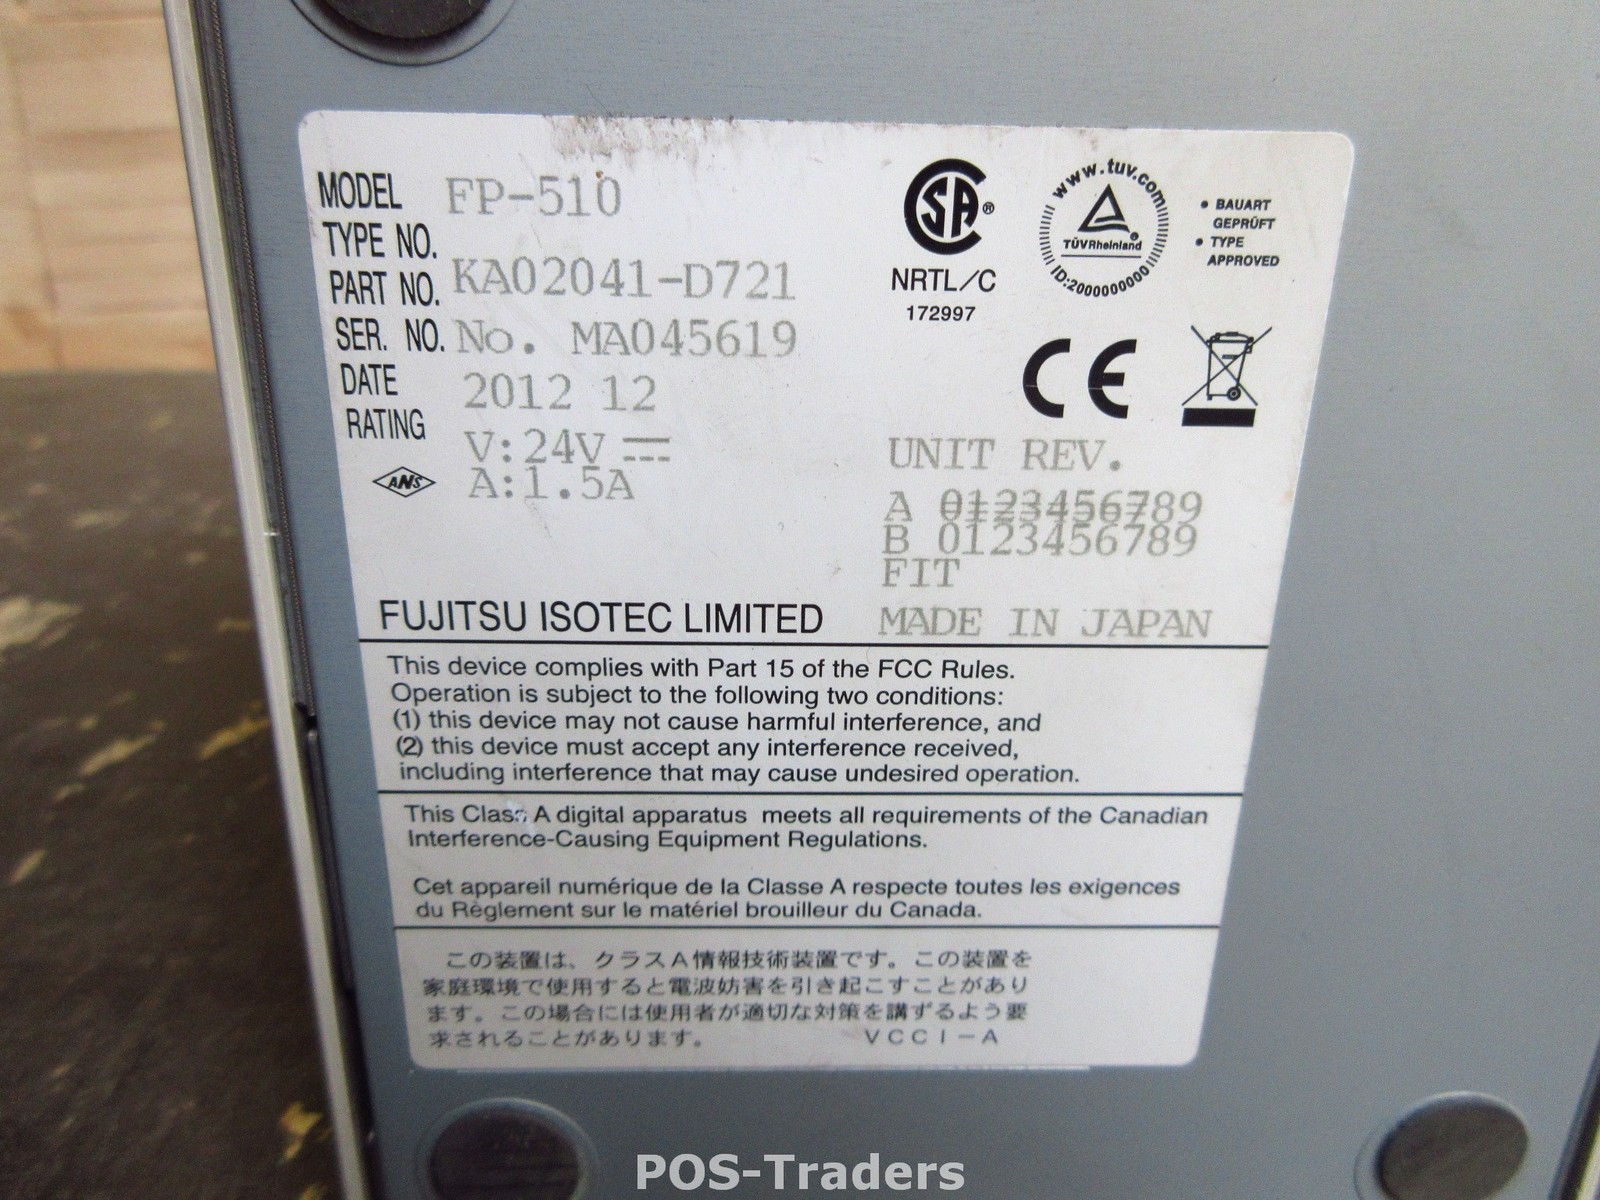 MODEL FP-510
TYPE NO.
PART NO. KA02041-D721
SER. NO. No. MA045619
DATE 2012 12
RATING V:24V
A:1.5A
ANS
SA®
NRTL/C
172997
www.tuv.com
TÜVRheinland®
ID:2000000000
• BAUART
GEPRÜFT
• TYPE
APPROVED
CE
UNIT REV.
A 0123456789
B 0123456789
FIT
FUJITSU ISOTEC LIMITED MADE IN JAPAN
This device complies with Part 15 of the FCC Rules.
Operation is subject to the following two conditions:
(1) this device may not cause harmful interference, and
(2) this device must accept any interference received,
including interference that may cause undesired operation.
This Class A digital apparatus meets all requirements of the Canadian
Interference-Causing Equipment Regulations.
Cet appareil numérique de la Classe A respecte toutes les exigences
du Règlement sur le matériel brouilleur du Canada.
この装置は、クラスA情報技術装置です。この装置を
家庭環境で使用すると電波妨害を引き起こすことがあり
ます。この場合には使用者が適切な対策を講ずるよう要
求されることがあります。 VCCI-A
POS-Traders